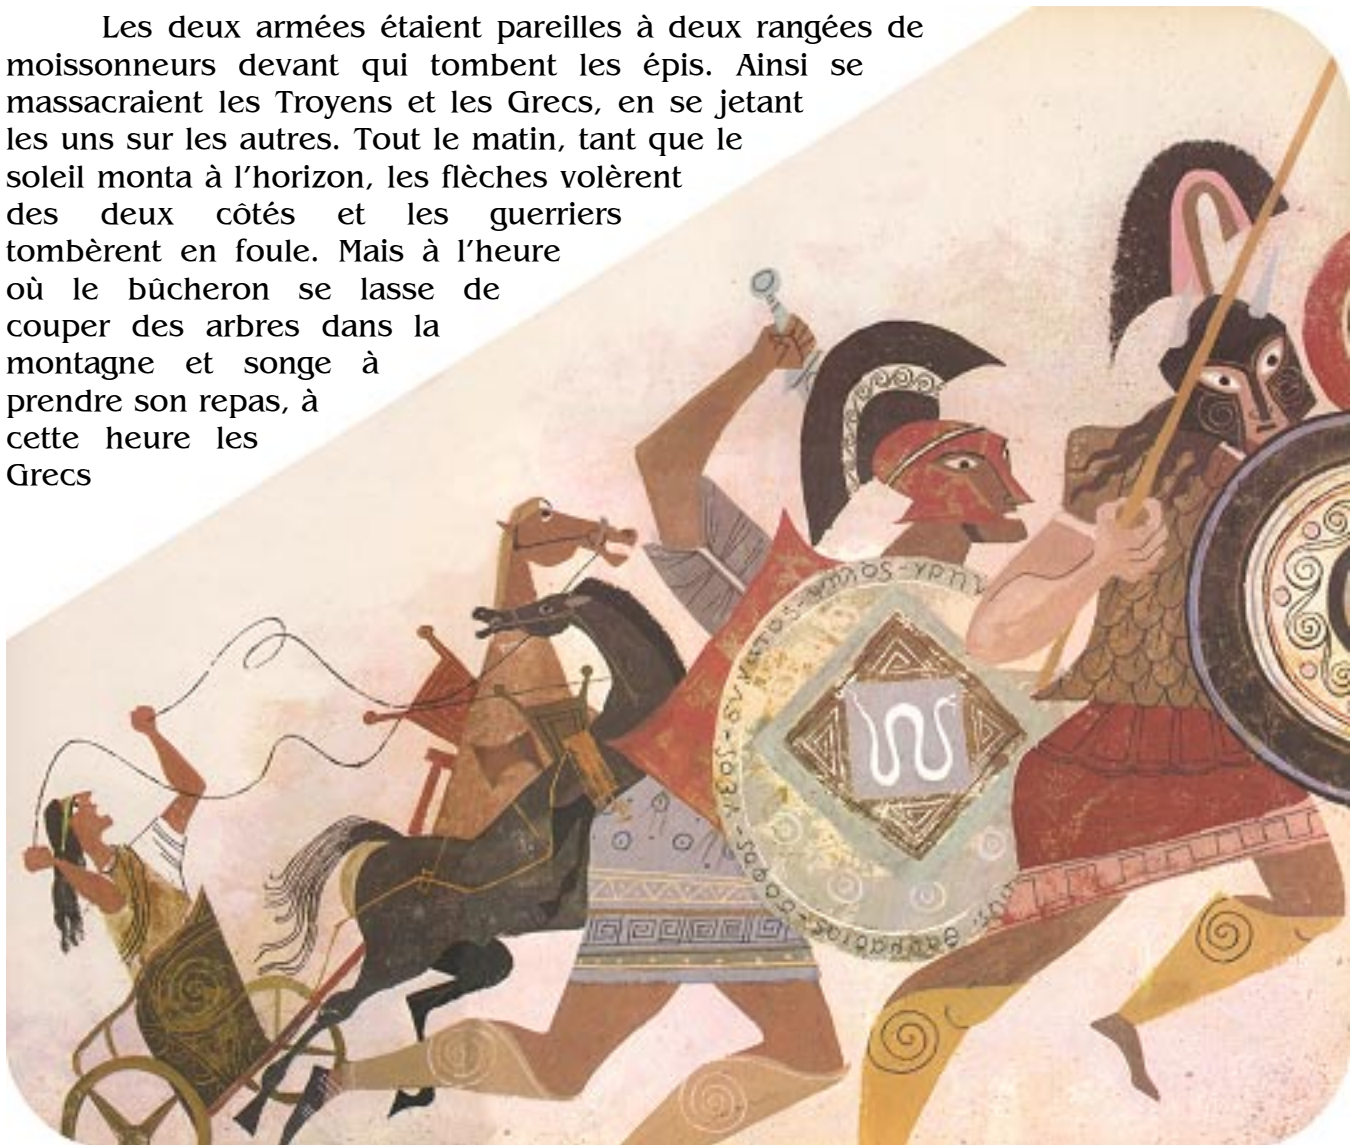 Les deux armées étaient pareilles à deux rangées de
moissonneurs devant qui tombent les épis. Ainsi se
massacraient les Troyens et les Grecs, en se jetant
les uns sur les autres. Tout le matin, tant que le
soleil monta à l’horizon, les flèches volèrent
des deux côtés et les guerriers
tombèrent en foule. Mais à l’heure
où le bûcheron se lasse de
couper des arbres dans la
montagne et songe à
prendre son repas, à
cette heure les
Grecs